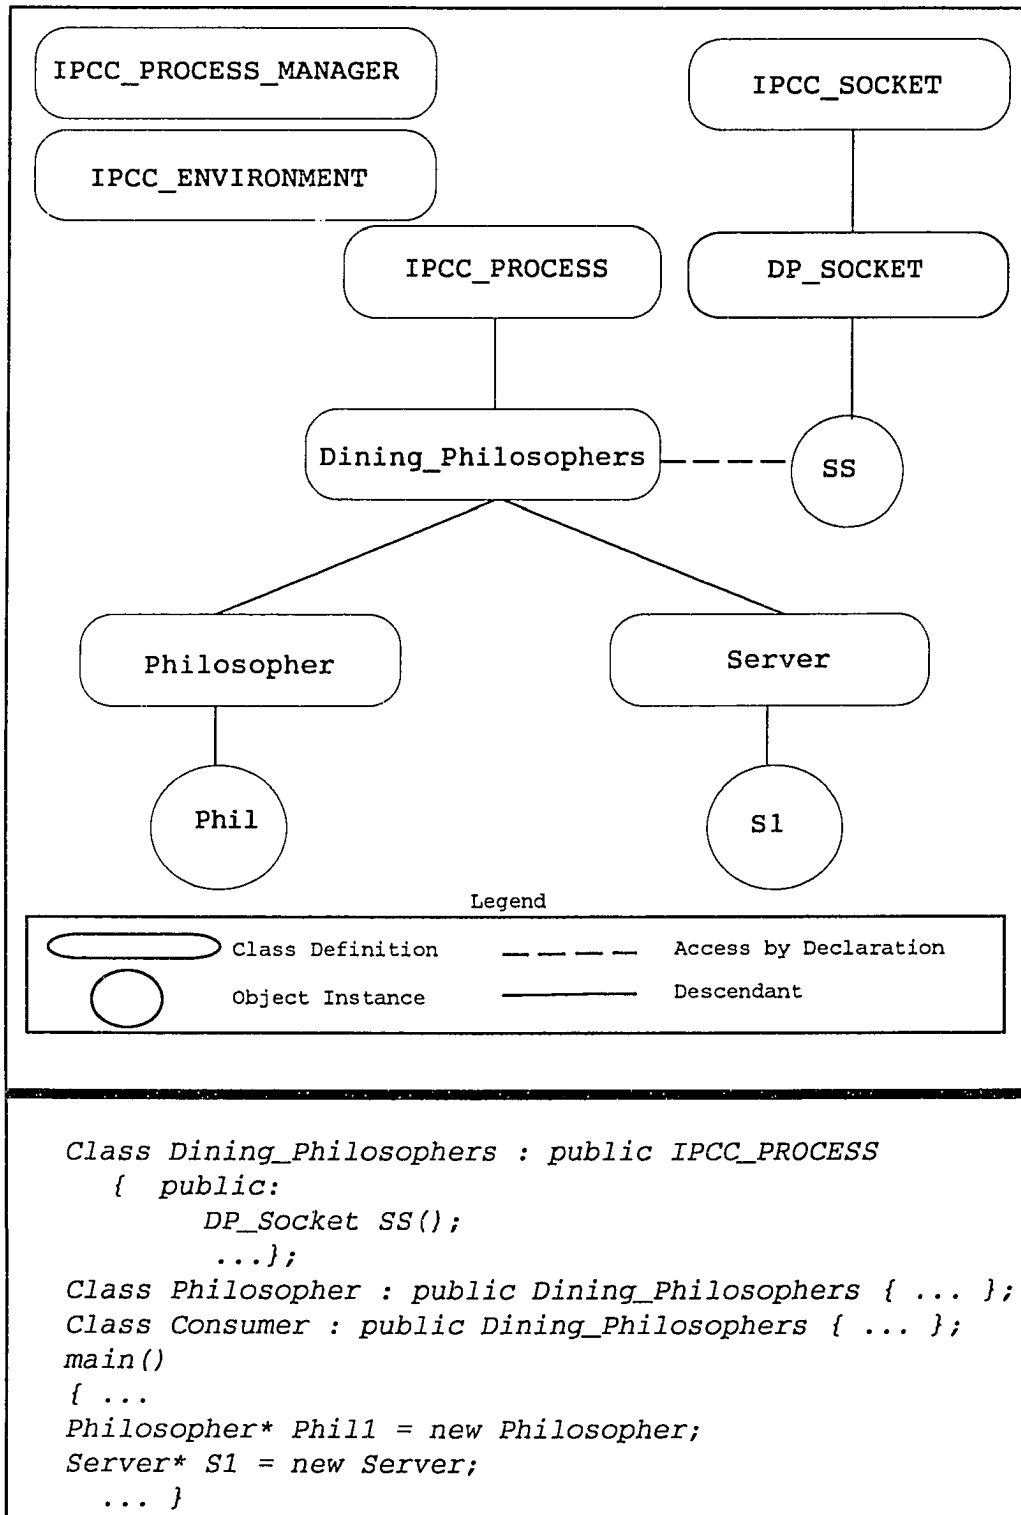 IPCC_PROCESS_MANAGER
IPCC_SOCKET
IPCC_ENVIRONMENT
IPCC_PROCESS
DP_SOCKET
Dining_Philosophers
SS
Philosopher
Server
Phil
S1
Legend
Class Definition
Access by Declaration
Object Instance
Descendant
Class Dining_Philosophers : public IPCC_PROCESS
{ public:
DP_Socket SS();
...};
Class Philosopher : public Dining_Philosophers { ... };
Class Consumer : public Dining_Philosophers { ... };
main()
{ ...
Philosopher* Phil1 = new Philosopher;
Server* S1 = new Server;
... }